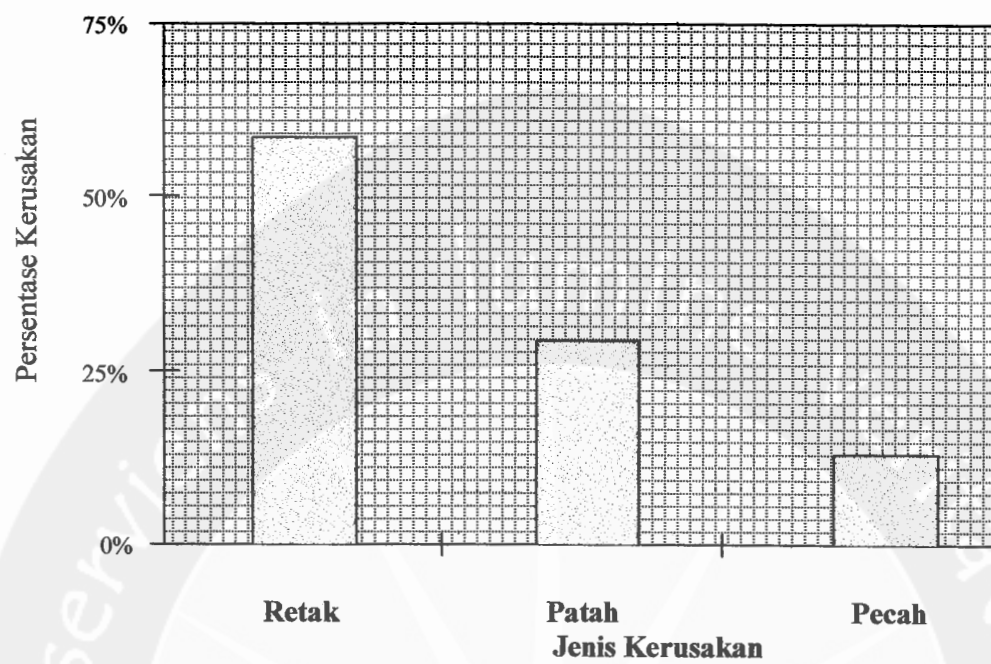 75%
Persentase Kerusakan
50%
25%
0%
Retak Patah Pecah
Jenis Kerusakan